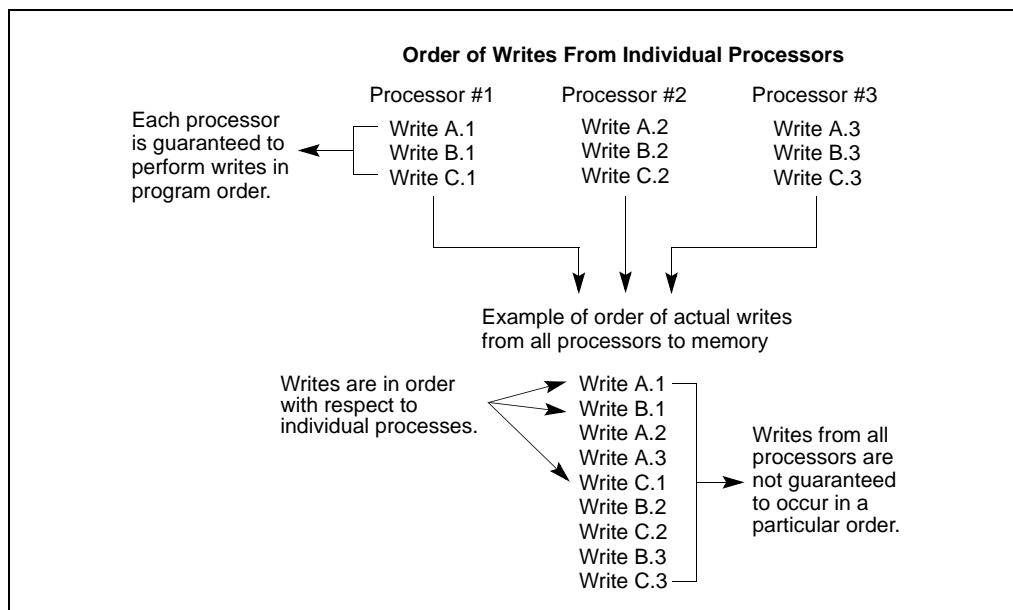 Order of Writes From Individual Processors
Processor #1
Processor #2
Processor #3
Each processor
is guaranteed to
perform writes in
program order.
Write A.1
Write B.1
Write C.1
Write A.2
Write B.2
Write C.2
Write A.3
Write B.3
Write C.3
Example of order of actual writes
from all processors to memory
Writes are in order
with respect to
individual processes.
Write A.1
Write B.1
Write A.2
Write A.3
Write C.1
Write B.2
Write C.2
Write B.3
Write C.3
Writes from all
processors are
not guaranteed
to occur in a
particular order.